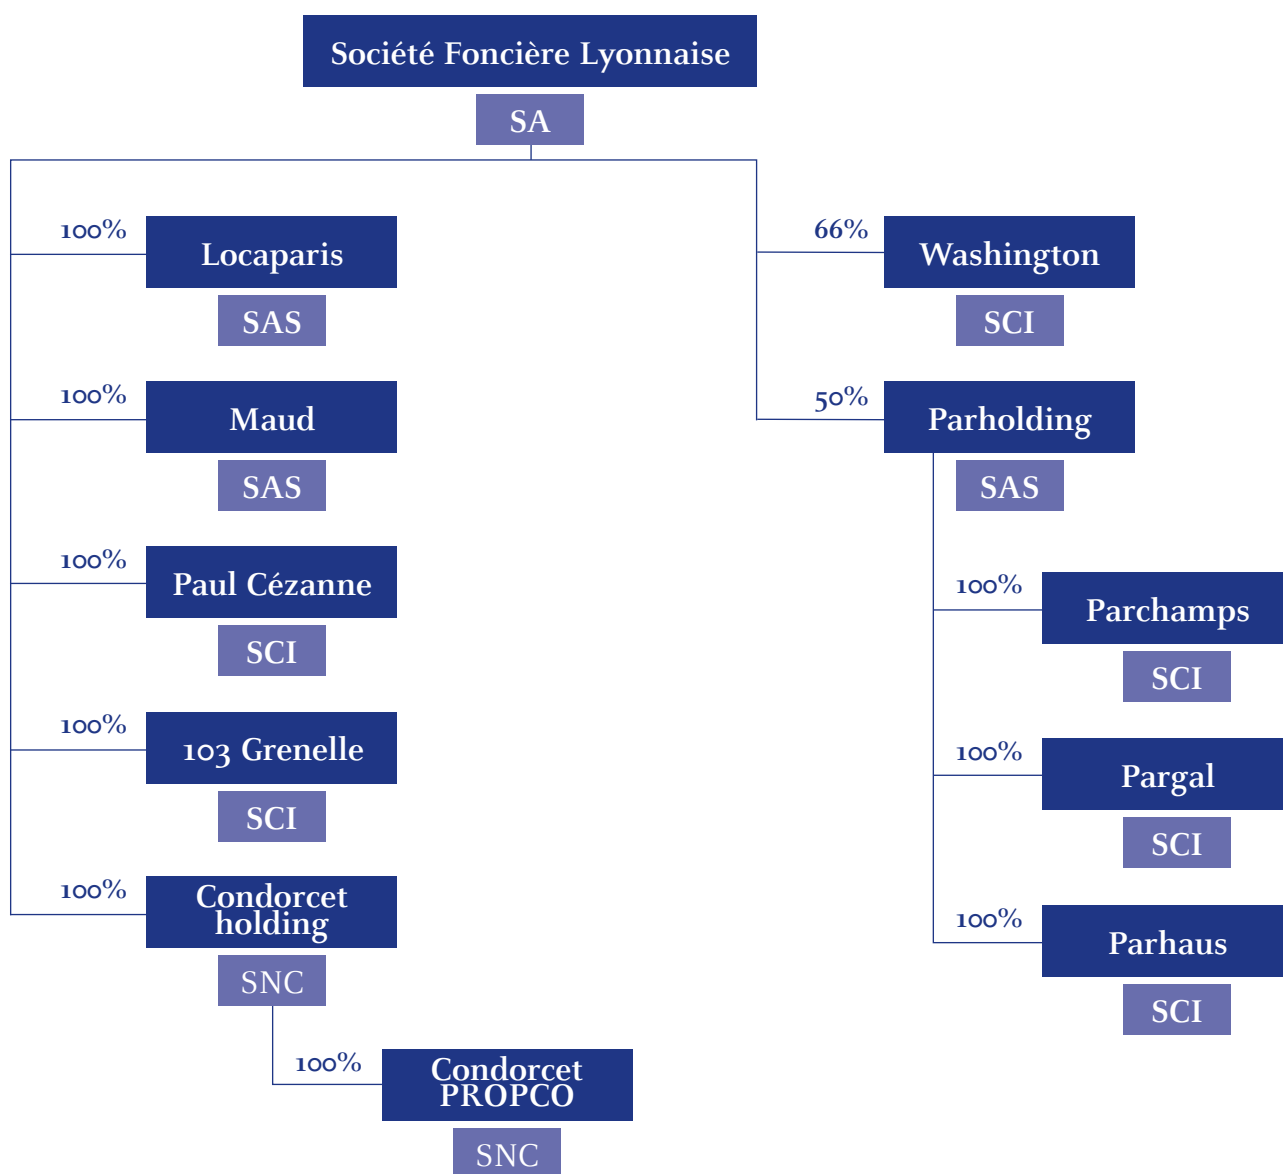 Société Foncière Lyonnaise
SA
100%
Locaparis
SAS
100%
Maud
SAS
100%
Paul Cézanne
SCI
100%
103 Grenelle
SCI
100%
Condorcet
holding
SNC
100%
Condorcet
PROPCO
SNC
66%
Washington
SCI
50%
Parholding
SAS
100%
Parchamps
SCI
100%
Pargal
SCI
100%
Parhaus
SCI